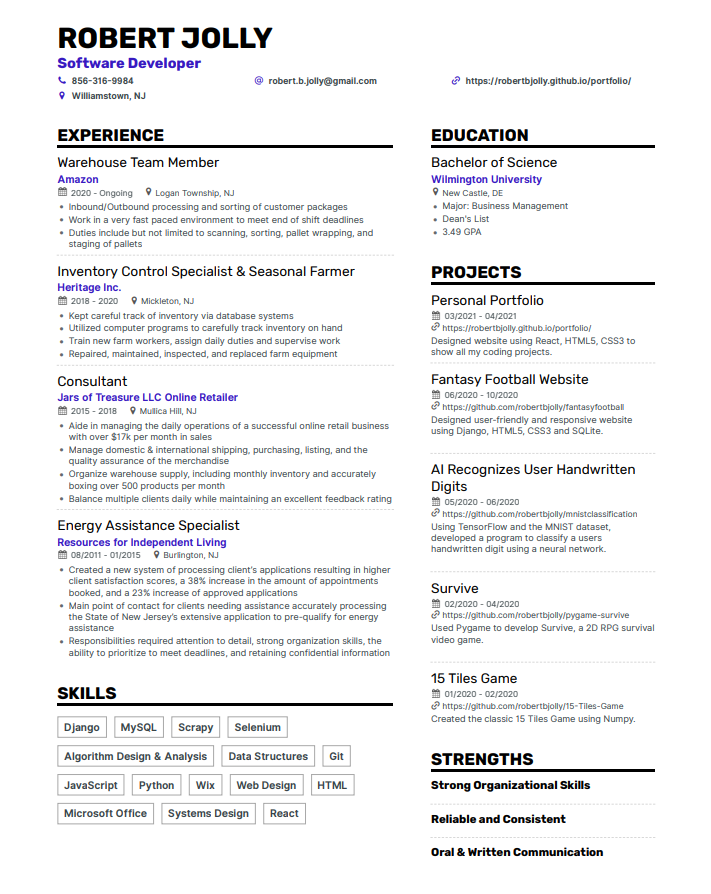 ROBERT JOLLY
Software Developer
856-316-9984
robert.b.jolly@gmail.com
https://robertbjolly.github.io/portfolio/
Williamstown, NJ
EXPERIENCE
Warehouse Team Member
Amazon
2020 - Ongoing Logan Township, NJ
• Inbound/Outbound processing and sorting of customer packages
• Work in a very fast paced environment to meet end of shift deadlines
• Duties include but not limited to scanning, sorting, pallet wrapping, and
staging of pallets
Inventory Control Specialist & Seasonal Farmer
Heritage Inc.
2018 - 2020 Mickleton, NJ
• Kept careful track of inventory via database systems
• Utilized computer programs to carefully track inventory on hand
• Train new farm workers, assign daily duties and supervise work
• Repaired, maintained, inspected, and replaced farm equipment
Consultant
Jars of Treasure LLC Online Retailer
2015 - 2018 Mullica Hill, NJ
• Aide in managing the daily operations of a successful online retail business
with over $17k per month in sales
• Manage domestic & international shipping, purchasing, listing, and the
quality assurance of the merchandise
• Organize warehouse supply, including monthly inventory and accurately
boxing over 500 products per month
• Balance multiple clients daily while maintaining an excellent feedback rating
Energy Assistance Specialist
Resources for Independent Living
08/2011 - 01/2015 Burlington, NJ
• Created a new system of processing client's applications resulting in higher
client satisfaction scores, a 38% increase in the amount of appointments
booked, and a 23% increase of approved applications
• Main point of contact for clients needing assistance accurately processing
the State of New Jersey's extensive application to pre-qualify for energy
assistance
• Responsibilities required attention to detail, strong organization skills, the
ability to prioritize to meet deadlines, and retaining confidential information
SKILLS
Django MySQL Scrapy Selenium
Algorithm Design & Analysis Data Structures Git
JavaScript Python Wix Web Design HTML
Microsoft Office Systems Design React
EDUCATION
Bachelor of Science
Wilmington University
New Castle, DE
• Major: Business Management
• Dean's List
• 3.49 GPA
PROJECTS
Personal Portfolio
03/2021 - 04/2021
https://robertbjolly.github.io/portfolio/
Designed website using React, HTML5, CSS3 to
show all my coding projects.
Fantasy Football Website
06/2020 - 10/2020
https://github.com/robertbjolly/fantasyfootball
Designed user-friendly and responsive website
using Django, HTML5, CSS3 and SQLite.
AI Recognizes User Handwritten
Digits
05/2020 - 06/2020
https://github.com/robertbjolly/mnistclassification
Using TensorFlow and the MNIST dataset,
developed a program to classify a users
handwritten digit using a neural network.
Survive
02/2020 - 04/2020
https://github.com/robertbjolly/pygame-survive
Used Pygame to develop Survive, a 2D RPG survival
video game.
15 Tiles Game
01/2020 - 02/2020
https://github.com/robertbjolly/15-Tiles-Game
Created the classic 15 Tiles Game using Numpy.
STRENGTHS
Strong Organizational Skills
Reliable and Consistent
Oral & Written Communication